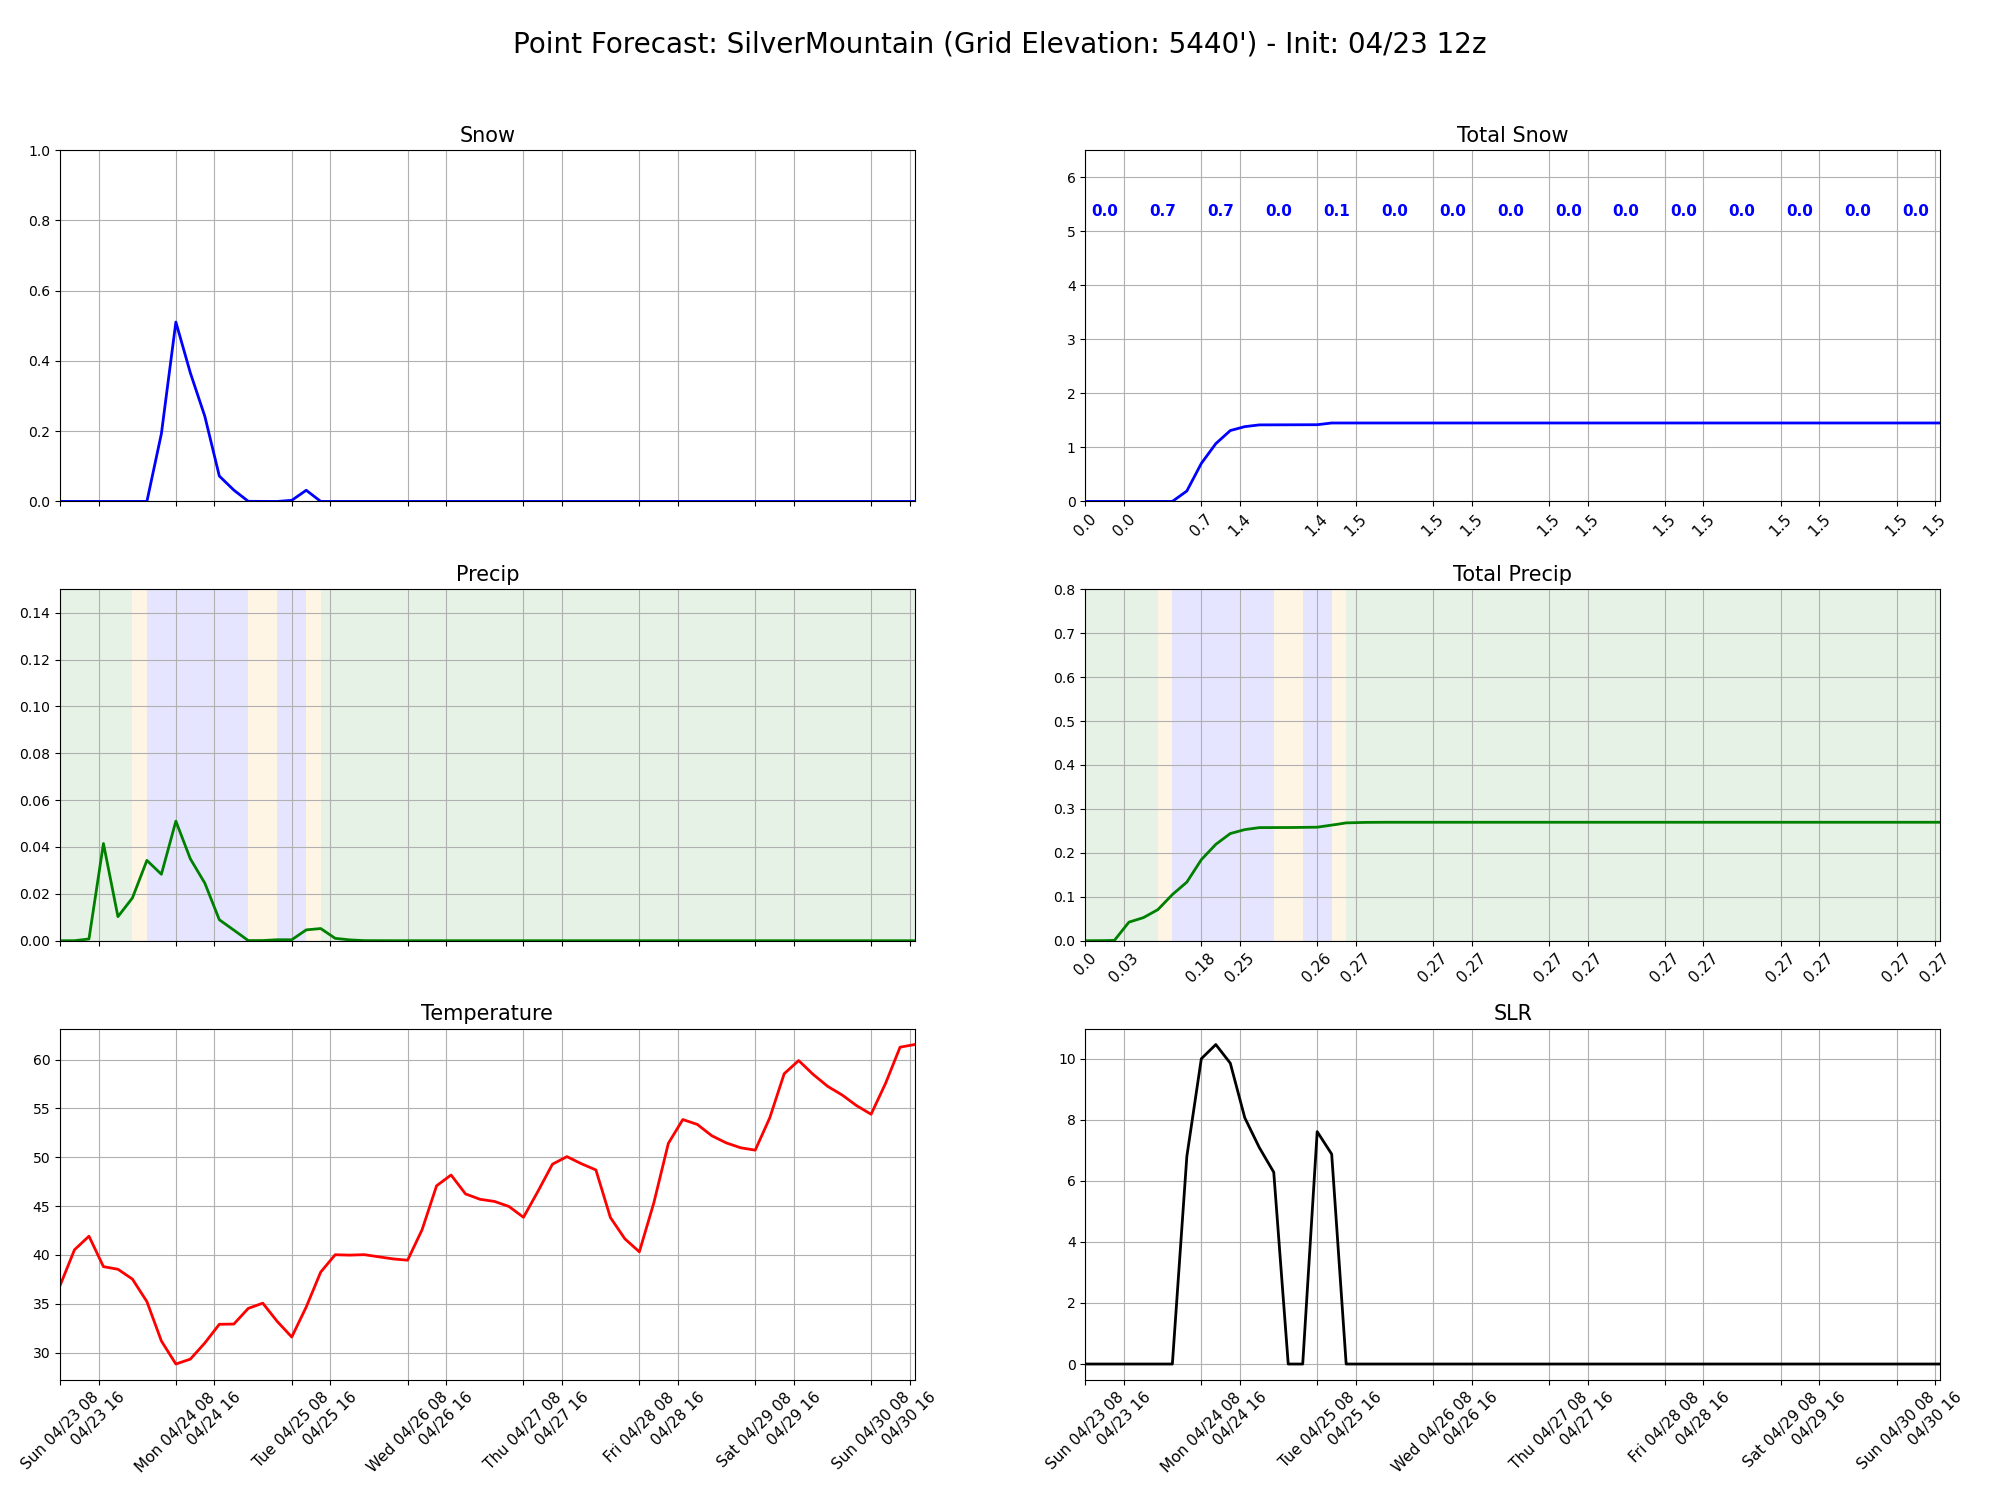 Point Forecast: SilverMountain (Grid Elevation: 5440') - Init: 04/23 12z
Snow
1.0
0.8
0.6
0.4
0.2
0.0
Total Snow
6
5
4
3
2
1
0
0.0 0.7 0.7 0.0 0.1 0.0 0.0 0.0 0.0 0.0 0.0 0.0 0.0 0.0 0.0
0.0 0.0 0.7 1.4 1.4 1.5 1.5 1.5 1.5 1.5 1.5 1.5 1.5 1.5 1.5 1.5
Precip
0.14
0.12
0.10
0.08
0.06
0.04
0.02
0.00
Total Precip
0.8
0.7
0.6
0.5
0.4
0.3
0.2
0.1
0.0
0.0 0.03 0.18 0.25 0.26 0.27 0.27 0.27 0.27 0.27 0.27 0.27 0.27 0.27 0.27 0.27
Temperature
60
55
50
45
40
35
30
Sun 04/23 08
04/23 16
Mon 04/24 08
04/24 16
Tue 04/25 08
04/25 16
Wed 04/26 08
04/26 16
Thu 04/27 08
04/27 16
Fri 04/28 08
04/28 16
Sat 04/29 08
04/29 16
Sun 04/30 08
04/30 16
SLR
10
8
6
4
2
0
Sun 04/23 08
04/23 16
Mon 04/24 08
04/24 16
Tue 04/25 08
04/25 16
Wed 04/26 08
04/26 16
Thu 04/27 08
04/27 16
Fri 04/28 08
04/28 16
Sat 04/29 08
04/29 16
Sun 04/30 08
04/30 16